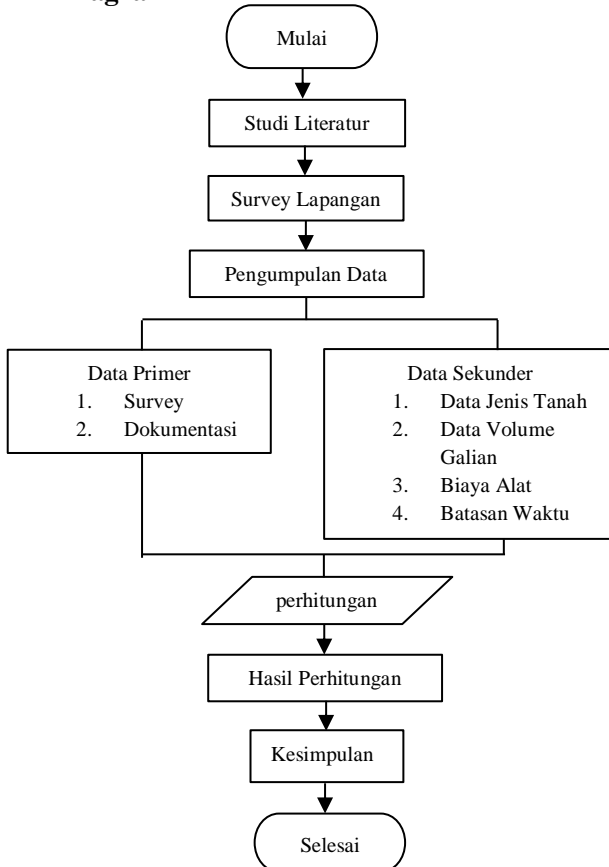 Mulai
Studi Literatur
Survey Lapangan
Pengumpulan Data
Data Primer
1. Survey
2. Dokumentasi
Data Sekunder
1. Data Jenis Tanah
2. Data Volume
Galian
3. Biaya Alat
4. Batasan Waktu
perhitungan
Hasil Perhitungan
Kesimpulan
Selesai